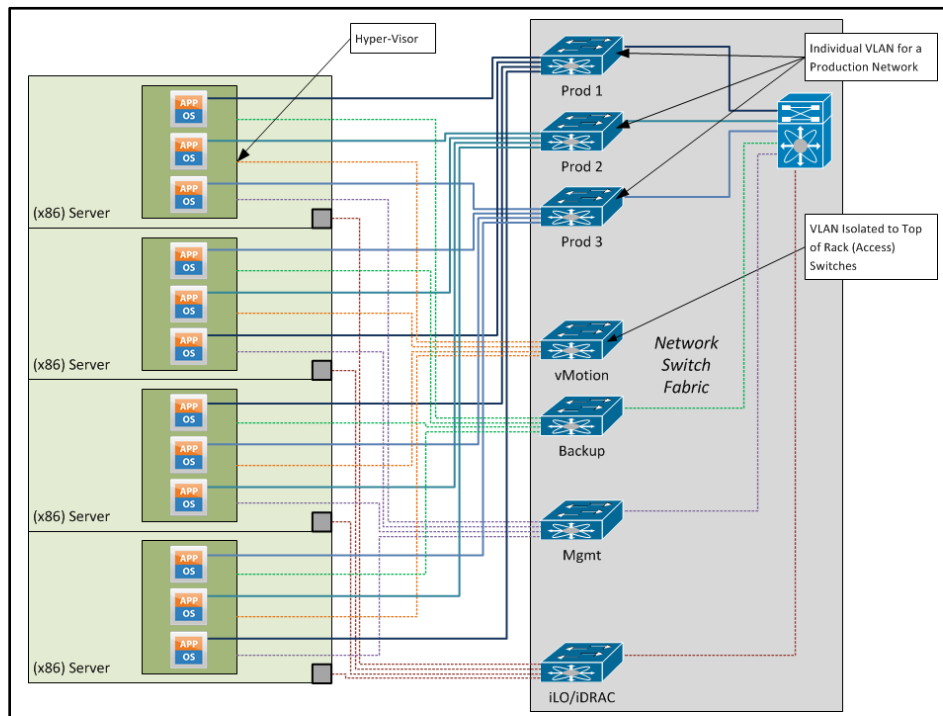 Hyper-Visor
Individual VLAN for a
Production Network
Prod 1
APP
OS
APP
OS
Prod 2
APP
OS
(x86) Server
Prod 3
VLAN Isolated to Top
of Rack (Access)
Switches
APP
OS
APP
OS
APP
OS
(x86) Server
vMotion
Network
Switch
Fabric
APP
OS
Backup
APP
OS
APP
OS
(x86) Server
Mgmt
APP
OS
APP
OS
APP
OS
(x86) Server
iLO/iDRAC